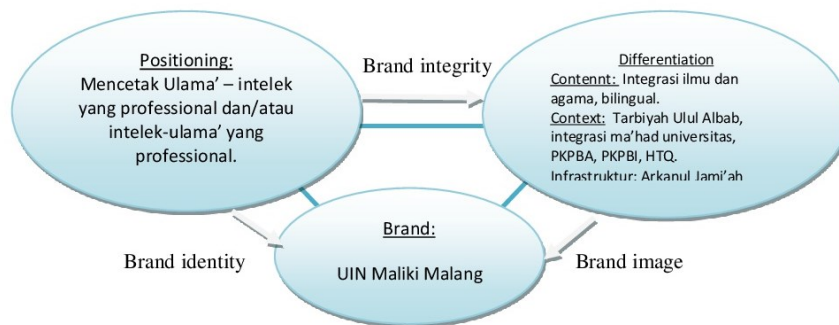 Positioning:
Mencetak Ulama’ – intelek
yang professional dan/atau
intelek-ulama’ yang
professional.
Brand integrity
Differentiation
Contennt: Integrasi ilmu dan
agama, bilingual.
Context: Tarbiyah Ulul Albab,
integrasi ma’had universitas,
PKPBA, PKPBI, HTQ.
Infrastruktur: Arkanul Jami’ah
Brand identity
Brand:
UIN Maliki Malang
Brand image